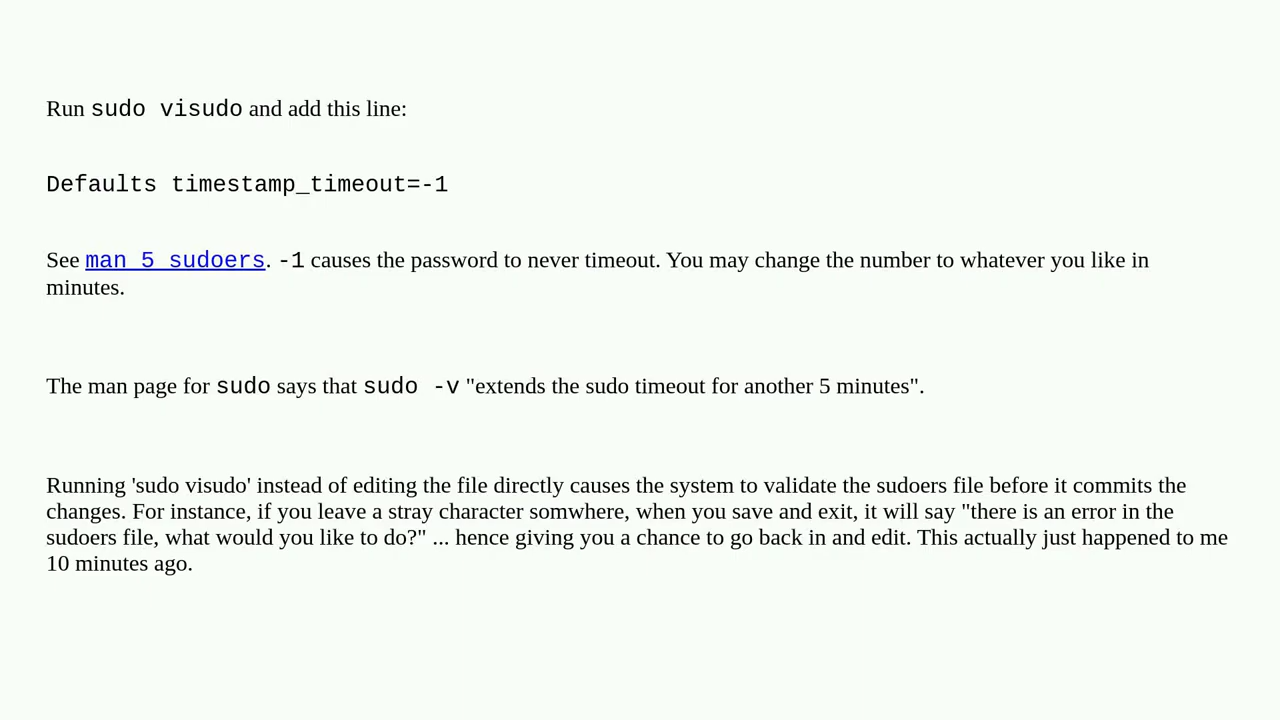 Run sudo visudo and add this line:
Defaults timestamp_timeout=-1
See man 5 sudoers. -1 causes the password to never timeout. You may change the number to whatever you like in
minutes.
The man page for sudo says that sudo -v "extends the sudo timeout for another 5 minutes".
Running 'sudo visudo' instead of editing the file directly causes the system to validate the sudoers file before it commits the
changes. For instance, if you leave a stray character somwhere, when you save and exit, it will say "there is an error in the
sudoers file, what would you like to do?" ... hence giving you a chance to go back in and edit. This actually just happened to me
10 minutes ago.